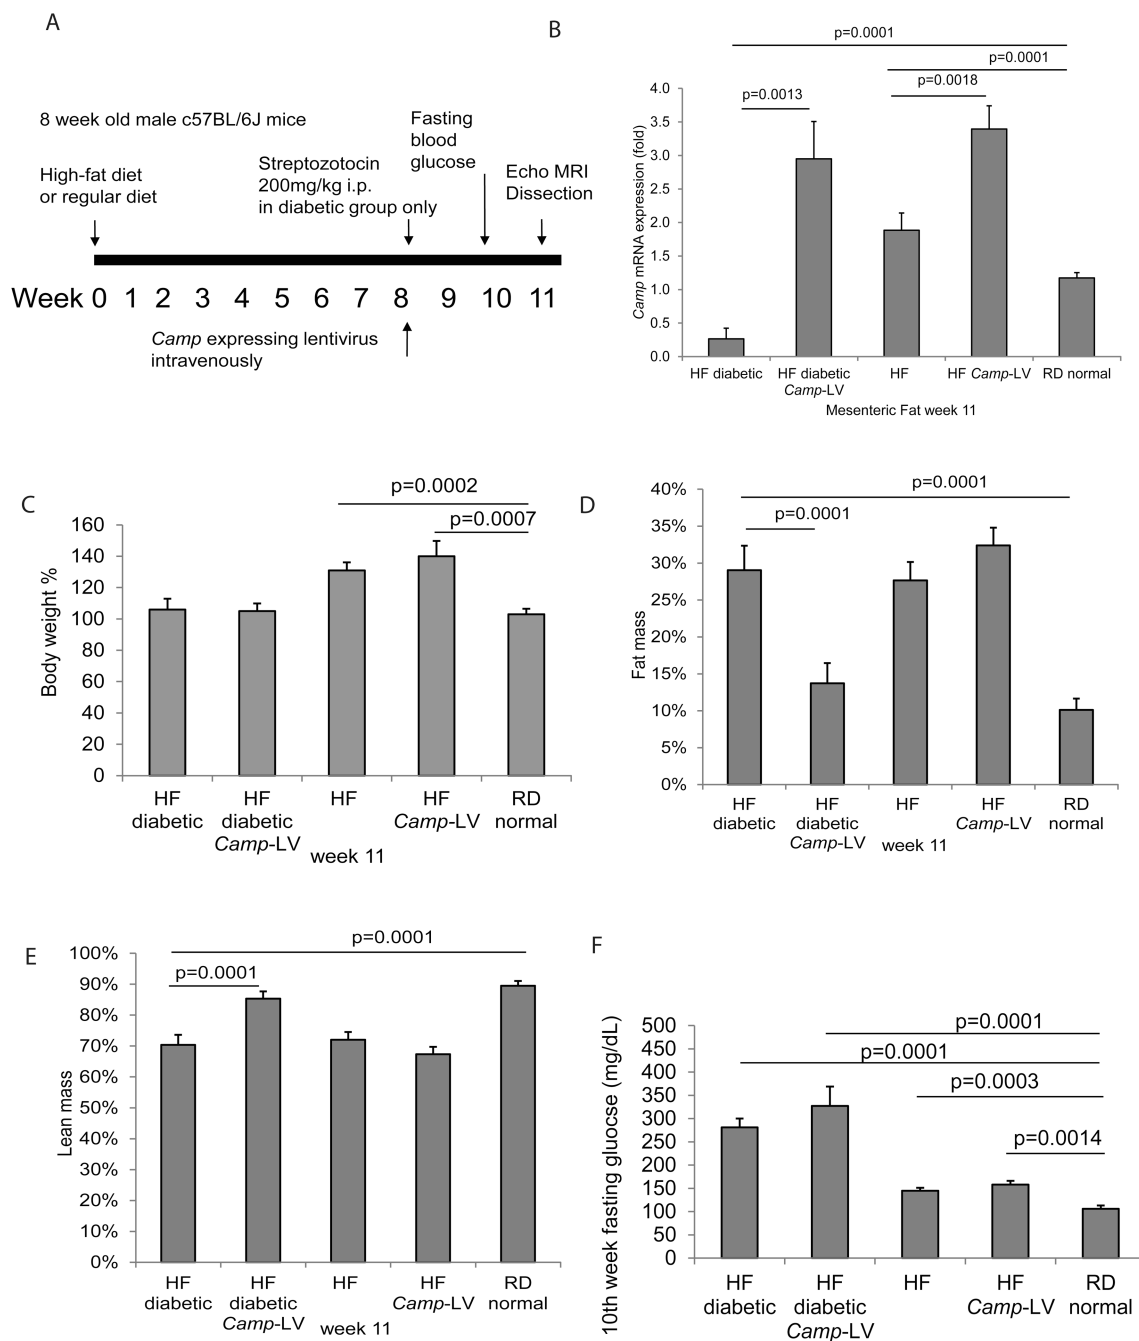 A
8 week old male c57BL/6J mice
High-fat diet
or regular diet
Streptozotocin
200mg/kg i.p.
in diabetic group only
Fasting
blood
glucose
Echo MRI
Dissection
Week 0 1 2 3 4 5 6 7 8 9 10 11
Camp expressing lentivirus
intravenously
B
p=0.0001
p=0.0001
p=0.0018
p=0.0013
Camp mRNA expression (fold)
4.0
3.5
3.0
2.5
2.0
1.5
1.0
0.5
0.0
HF diabetic
HF diabetic
Camp-LV
HF
HF Camp-LV
RD normal
Mesenteric Fat week 11
C
p=0.0002
p=0.0007
Body weight %
160
140
120
100
80
60
40
20
0
HF
diabetic
HF
diabetic
Camp-LV
HF
HF
Camp-LV
RD
normal
week 11
D
p=0.0001
p=0.0001
Fat mass
40%
35%
30%
25%
20%
15%
10%
5%
0%
HF
diabetic
HF
diabetic
Camp-LV
HF
HF
Camp-LV
RD
normal
week 11
E
p=0.0001
p=0.0001
Lean mass
100%
90%
80%
70%
60%
50%
40%
30%
20%
10%
0%
HF
diabetic
HF
diabetic
Camp-LV
HF
HF
Camp-LV
RD
normal
week 11
F
p=0.0001
p=0.0001
p=0.0003
p=0.0014
10th week fasting gluocse (mg/dL)
500
450
400
350
300
250
200
150
100
50
0
HF
diabetic
HF
diabetic
Camp-LV
HF
HF
Camp-LV
RD
normal